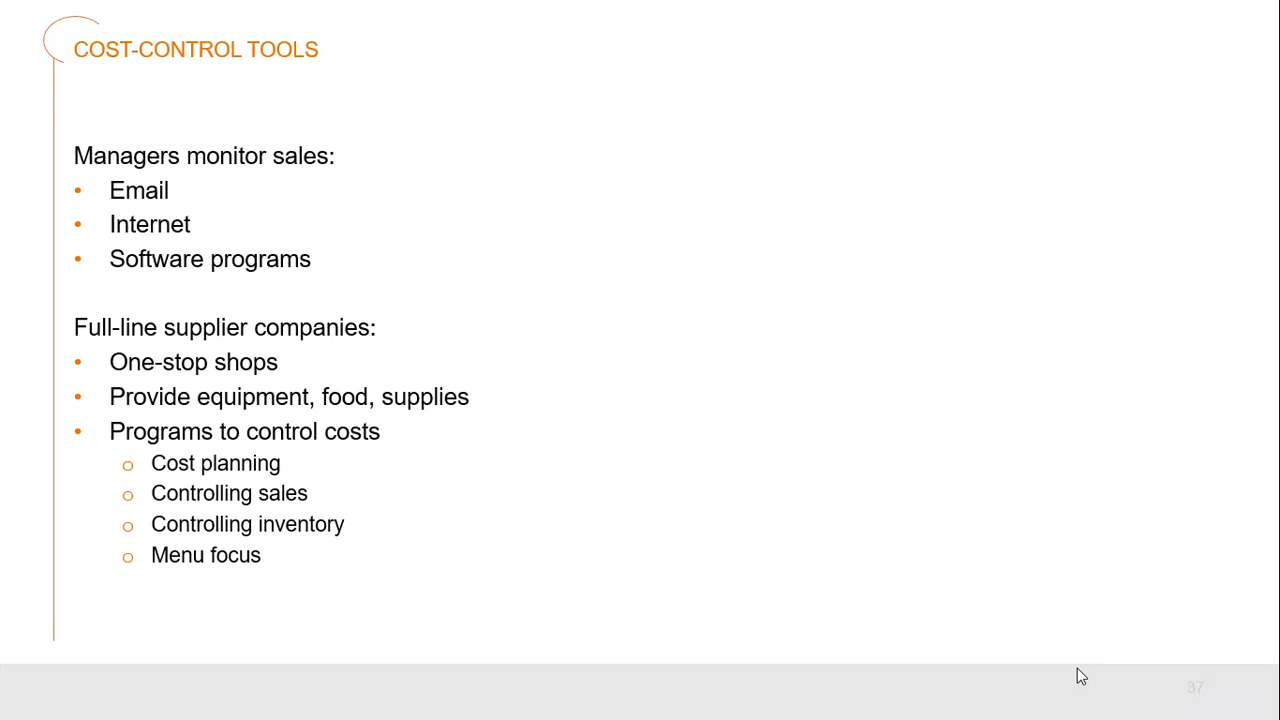 COST-CONTROL TOOLS
Managers monitor sales:
• Email
• Internet
• Software programs
Full-line supplier companies:
• One-stop shops
• Provide equipment, food, supplies
• Programs to control costs
o Cost planning
o Controlling sales
o Controlling inventory
o Menu focus
37